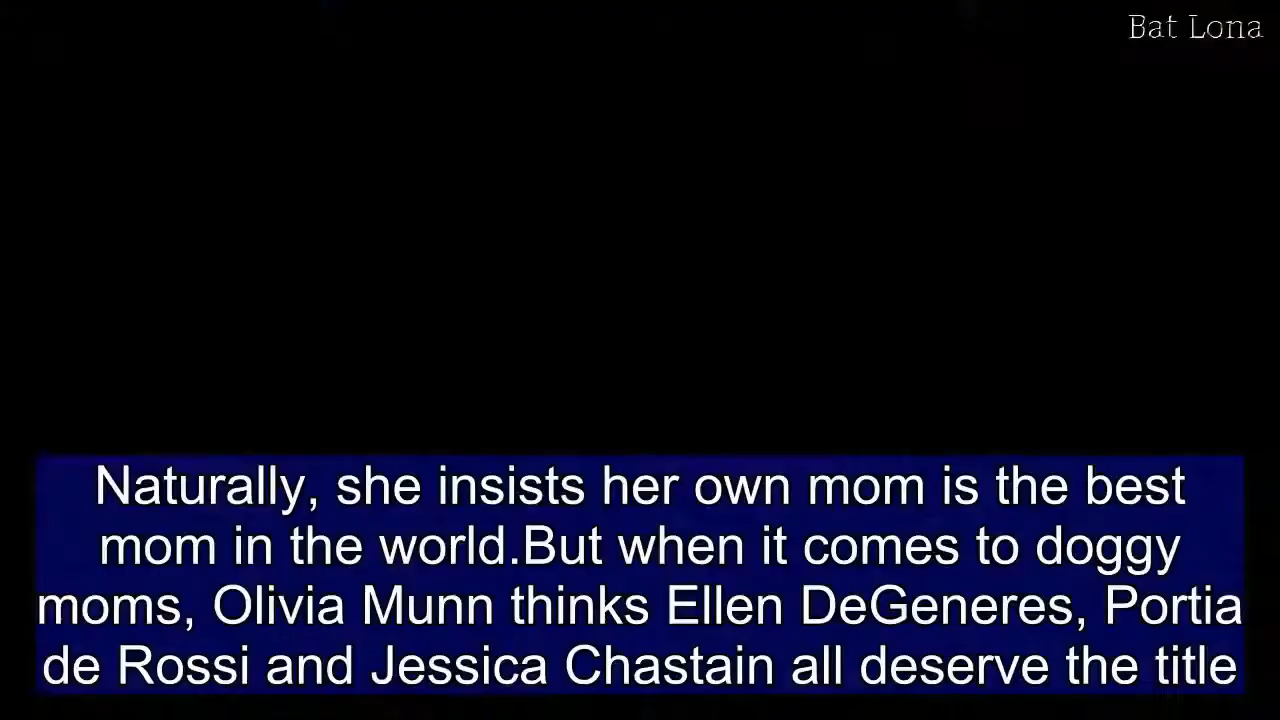 Bat Lona
Naturally, she insists her own mom is the best
mom in the world.But when it comes to doggy
moms, Olivia Munn thinks Ellen DeGeneres, Portia
de Rossi and Jessica Chastain all deserve the title